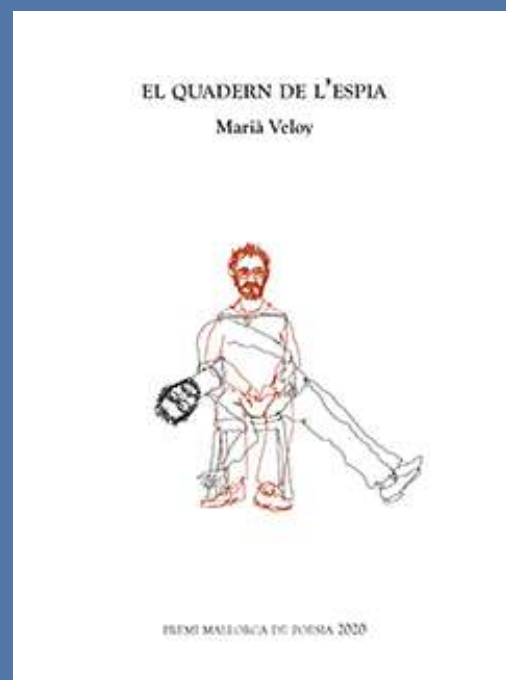 EL QUADERN DE L'ESPIA
Marià Veloy
PREMI MALLORCA DE POESIA 2020